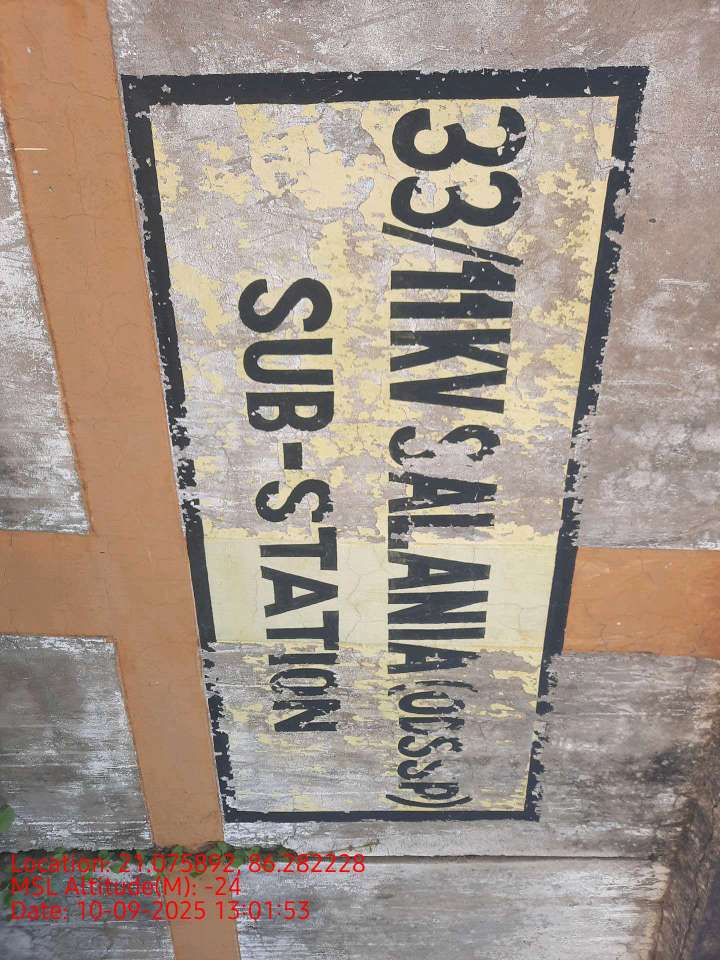 33/11KV SALANIA(ODSSP)
SUB-STATION
Location: 21.075892, 86.282228
MSL Altitude(M): -24
Date: 10-09-2025 13:01:53